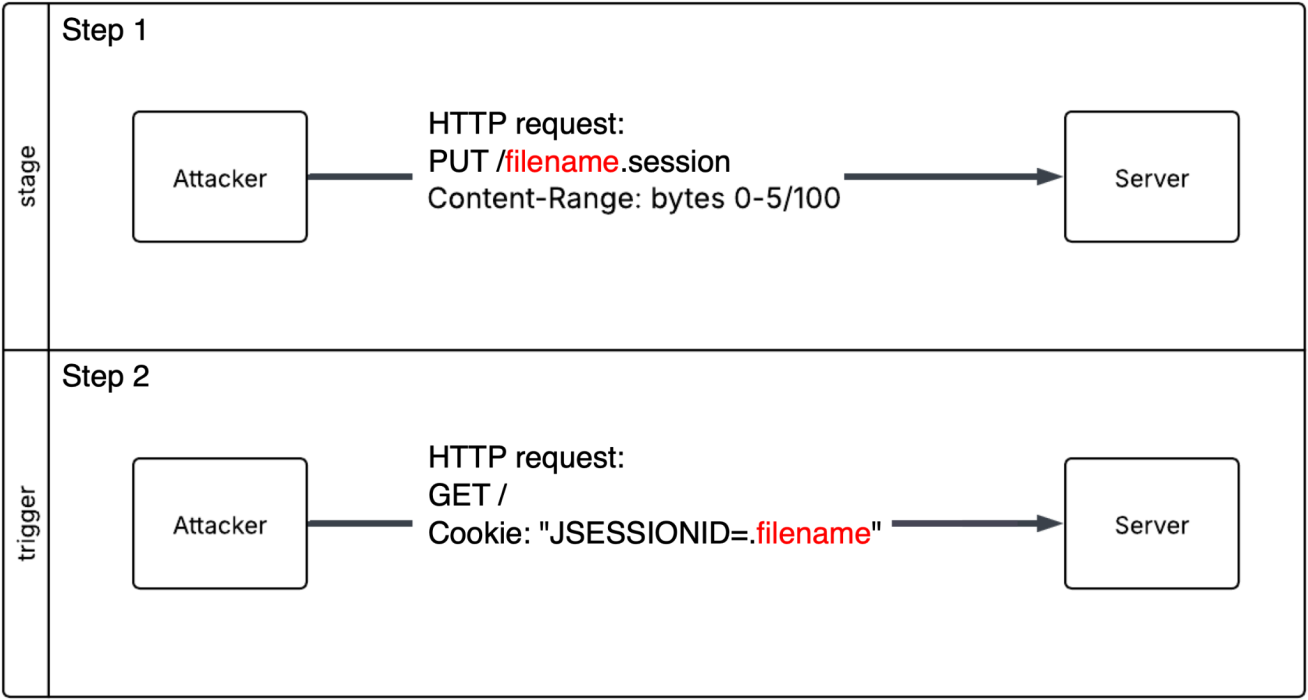 Step 1
stage
Attacker
HTTP request:
PUT /filename.session
Content-Range: bytes 0-5/100
Server
Step 2
trigger
Attacker
HTTP request:
GET /
Cookie: "JSESSIONID=.filename"
Server